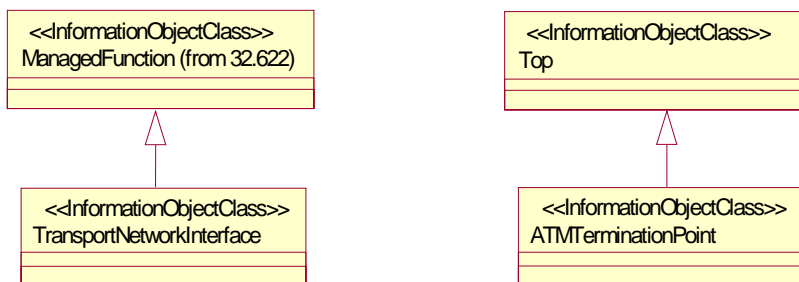 <<InformationObjectClass>>
ManagedFunction (from 32.622)
<<InformationObjectClass>>
Top
<<InformationObjectClass>>
TransportNetworkInterface
<<InformationObjectClass>>
ATMTerminationPoint